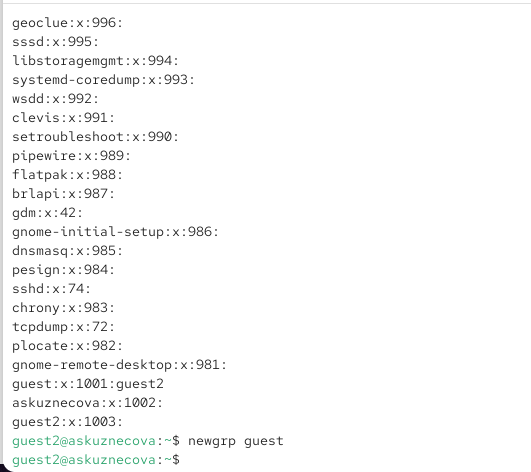 geoclue:x:996:
sssd:x:995:
libstoragemgmt:x:994:
systemd-coredump:x:993:
wsdd:x:992:
clevis:x:991:
setroubleshoot:x:990:
pipewire:x:989:
flatpak:x:988:
brlapi:x:987:
gdm:x:42:
gnome-initial-setup:x:986:
dnsmasq:x:985:
pesign:x:984:
sshd:x:74:
chrony:x:983:
tcpdump:x:72:
plocate:x:982:
gnome-remote-desktop:x:981:
guest:x:1001:guest2
askuznecova:x:1002:
guest2:x:1003:
guest2@askuznecova:~$ newgrp guest
guest2@askuznecova:~$